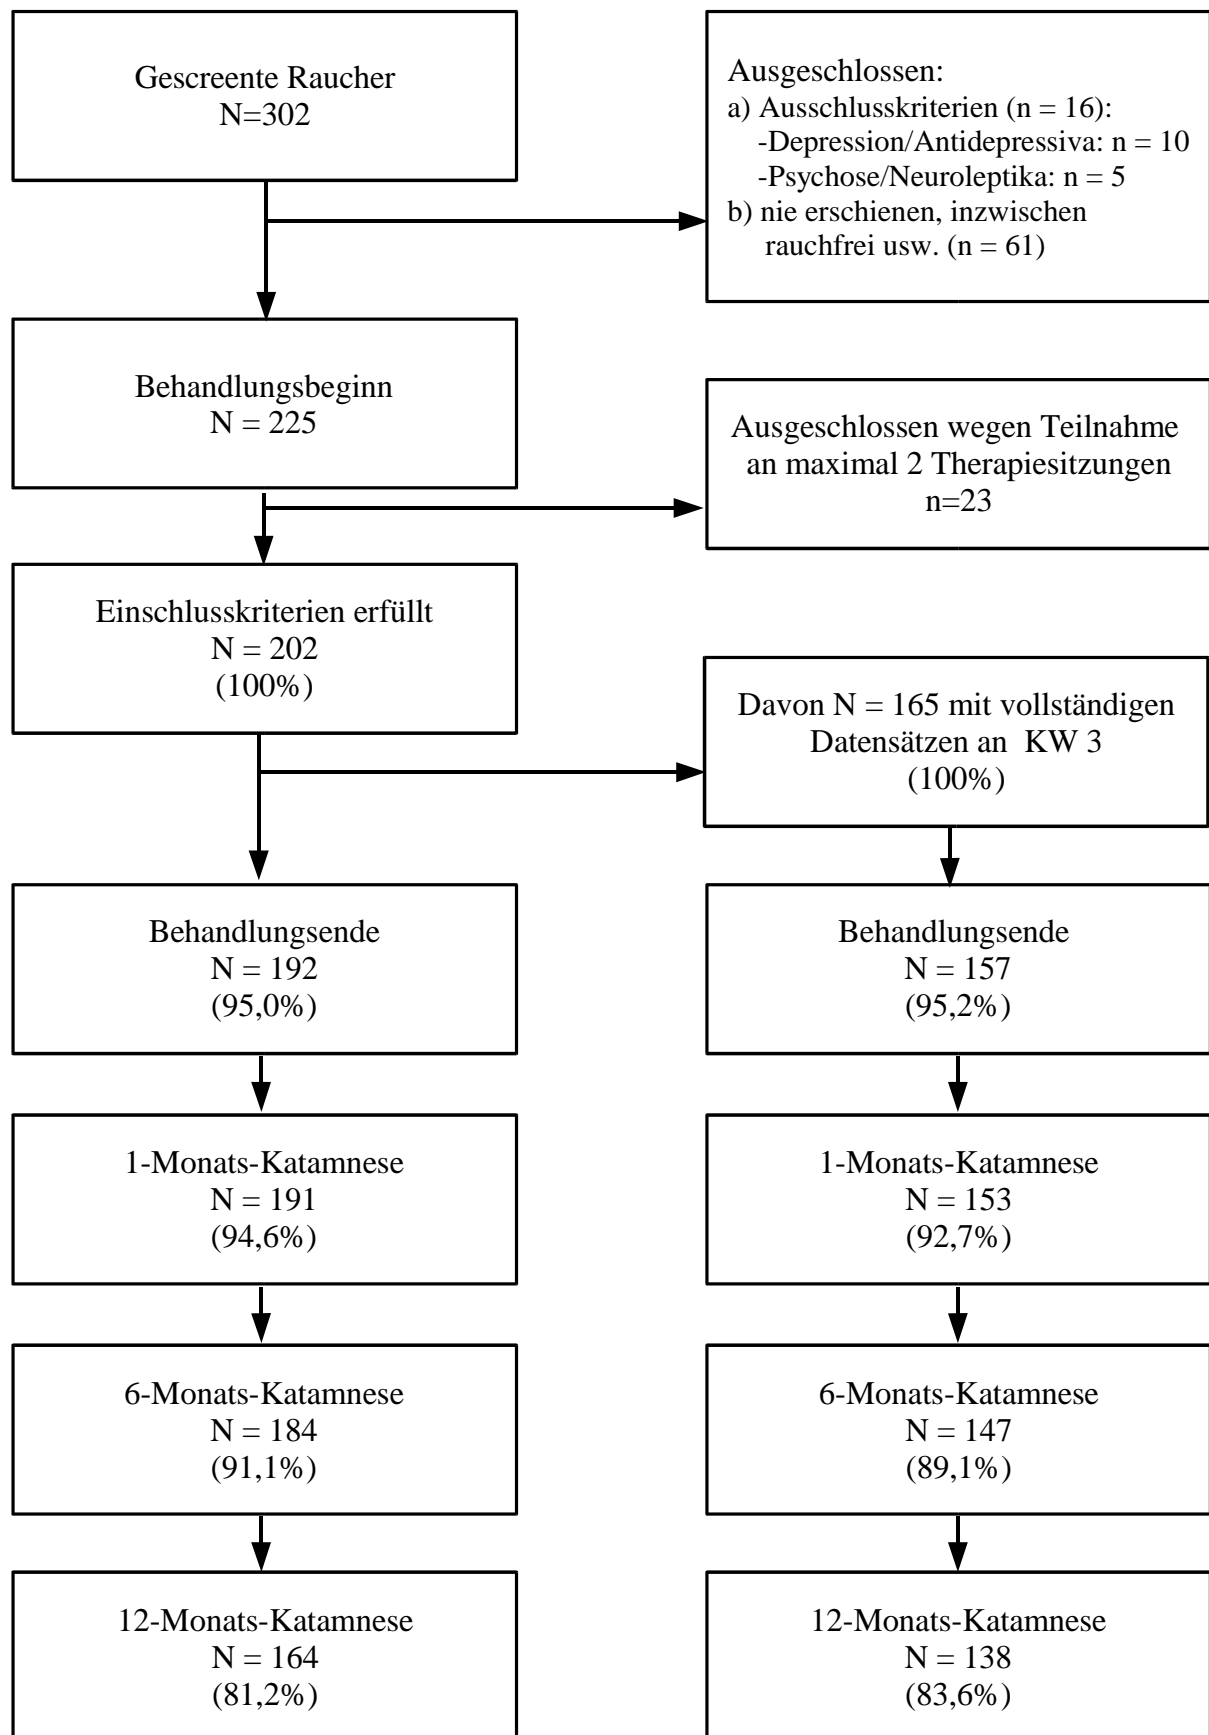 Gescreente Raucher
N=302
Ausgeschlossen:
a) Ausschlusskriterien (n = 16):
-Depression/Antidepressiva: n = 10
-Psychose/Neuroleptika: n = 5
b) nie erschienen, inzwischen
rauchfrei usw. (n = 61)
Behandlungsbeginn
N = 225
Ausgeschlossen wegen Teilnahme
an maximal 2 Therapiesitzungen
n=23
Einschlusskriterien erfüllt
N = 202
(100%)
Davon N = 165 mit vollständigen
Datensätzen an KW 3
(100%)
Behandlungsende
N = 192
(95,0%)
Behandlungsende
N = 157
(95,2%)
1-Monats-Katamnese
N = 191
(94,6%)
1-Monats-Katamnese
N = 153
(92,7%)
6-Monats-Katamnese
N = 184
(91,1%)
6-Monats-Katamnese
N = 147
(89,1%)
12-Monats-Katamnese
N = 164
(81,2%)
12-Monats-Katamnese
N = 138
(83,6%)